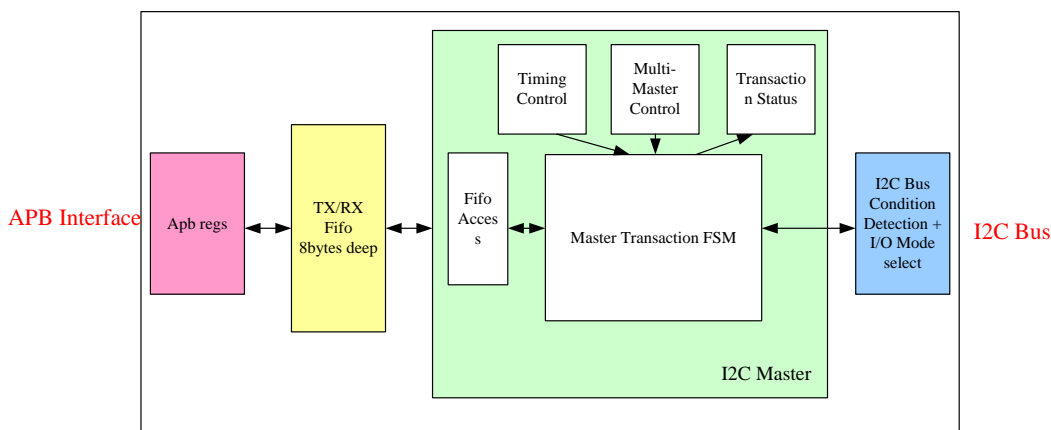 Timing
Control
Multi-
Master
Control
Transactio
n Status
APB Interface
Apb regs
TX/RX
Fifo
8bytes deep
Fifo
Acces
s
Master Transaction FSM
I2C Bus
Condition
Detection +
I/O Mode
select
I2C Bus
I2C Master